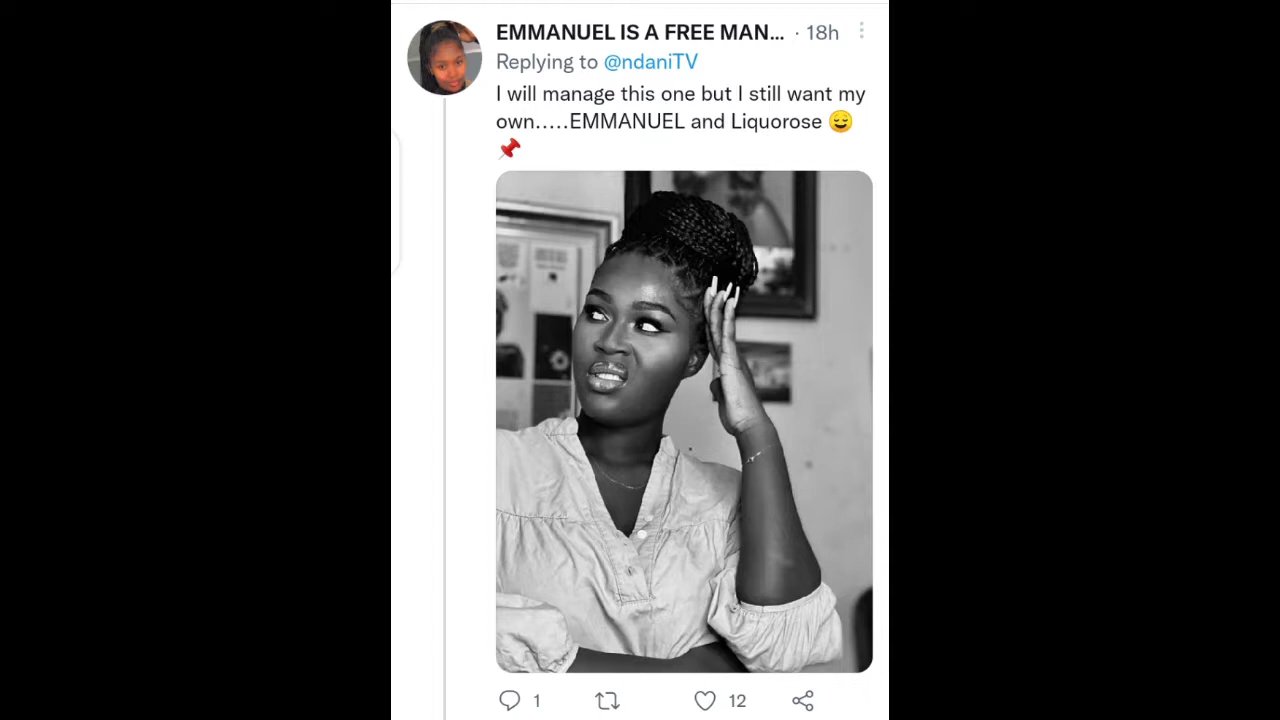 EMMANUEL IS A FREE MAN... · 18h
Replying to @ndaniTV
I will manage this one but I still want my
own.....EMMANUEL and Liquorose 😌
📌
1 12